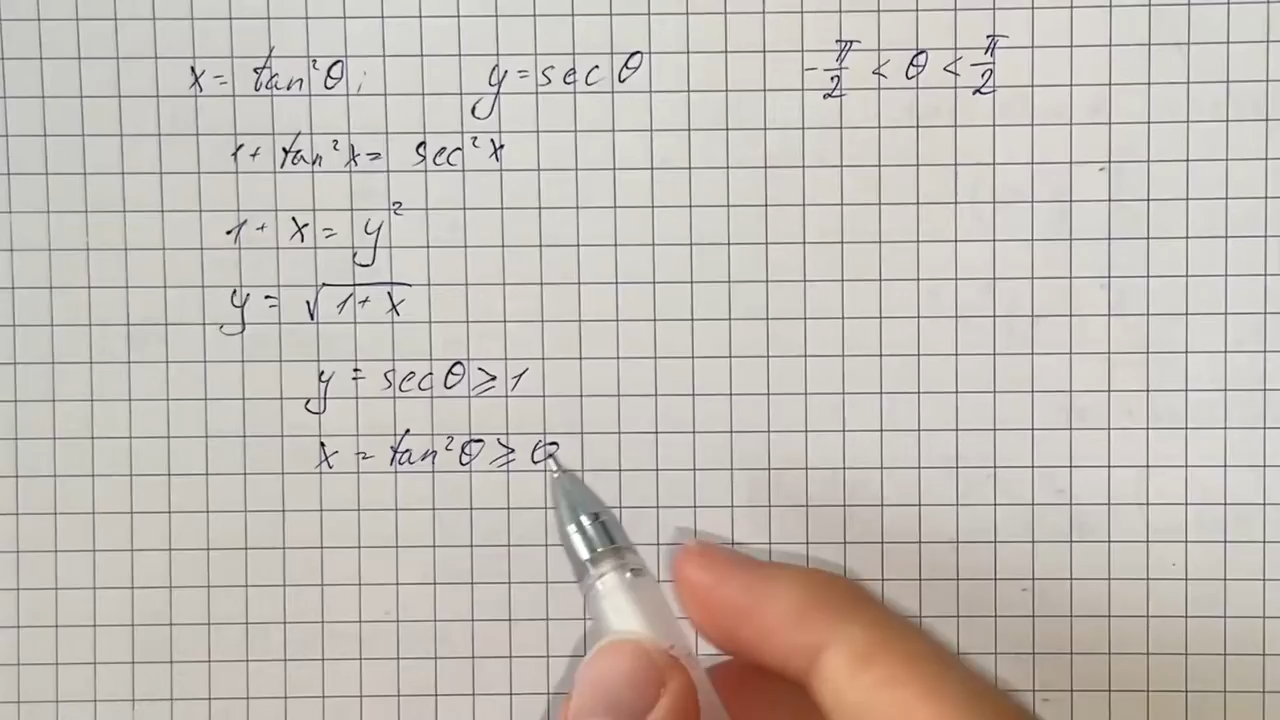 x = tan²θ; y = sec θ -π/2 < θ < π/2
1 + tan²x = sec²x
1 + x = y²
y = √(1 + x)
y = sec θ ≥ 1
x = tan²θ ≥ 0